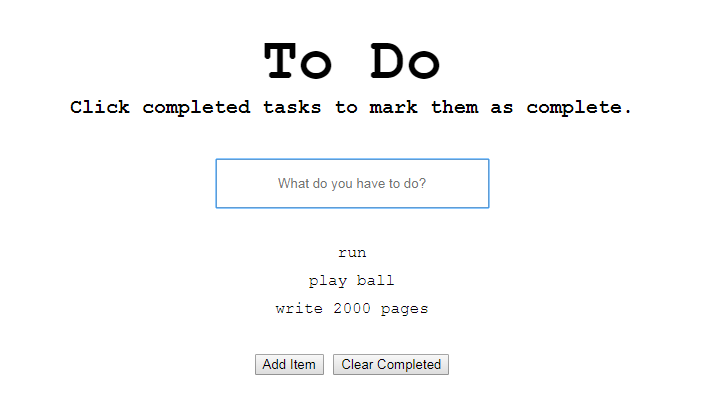 To Do
Click completed tasks to mark them as complete.
What do you have to do?
run
play ball
write 2000 pages
Add Item Clear Completed